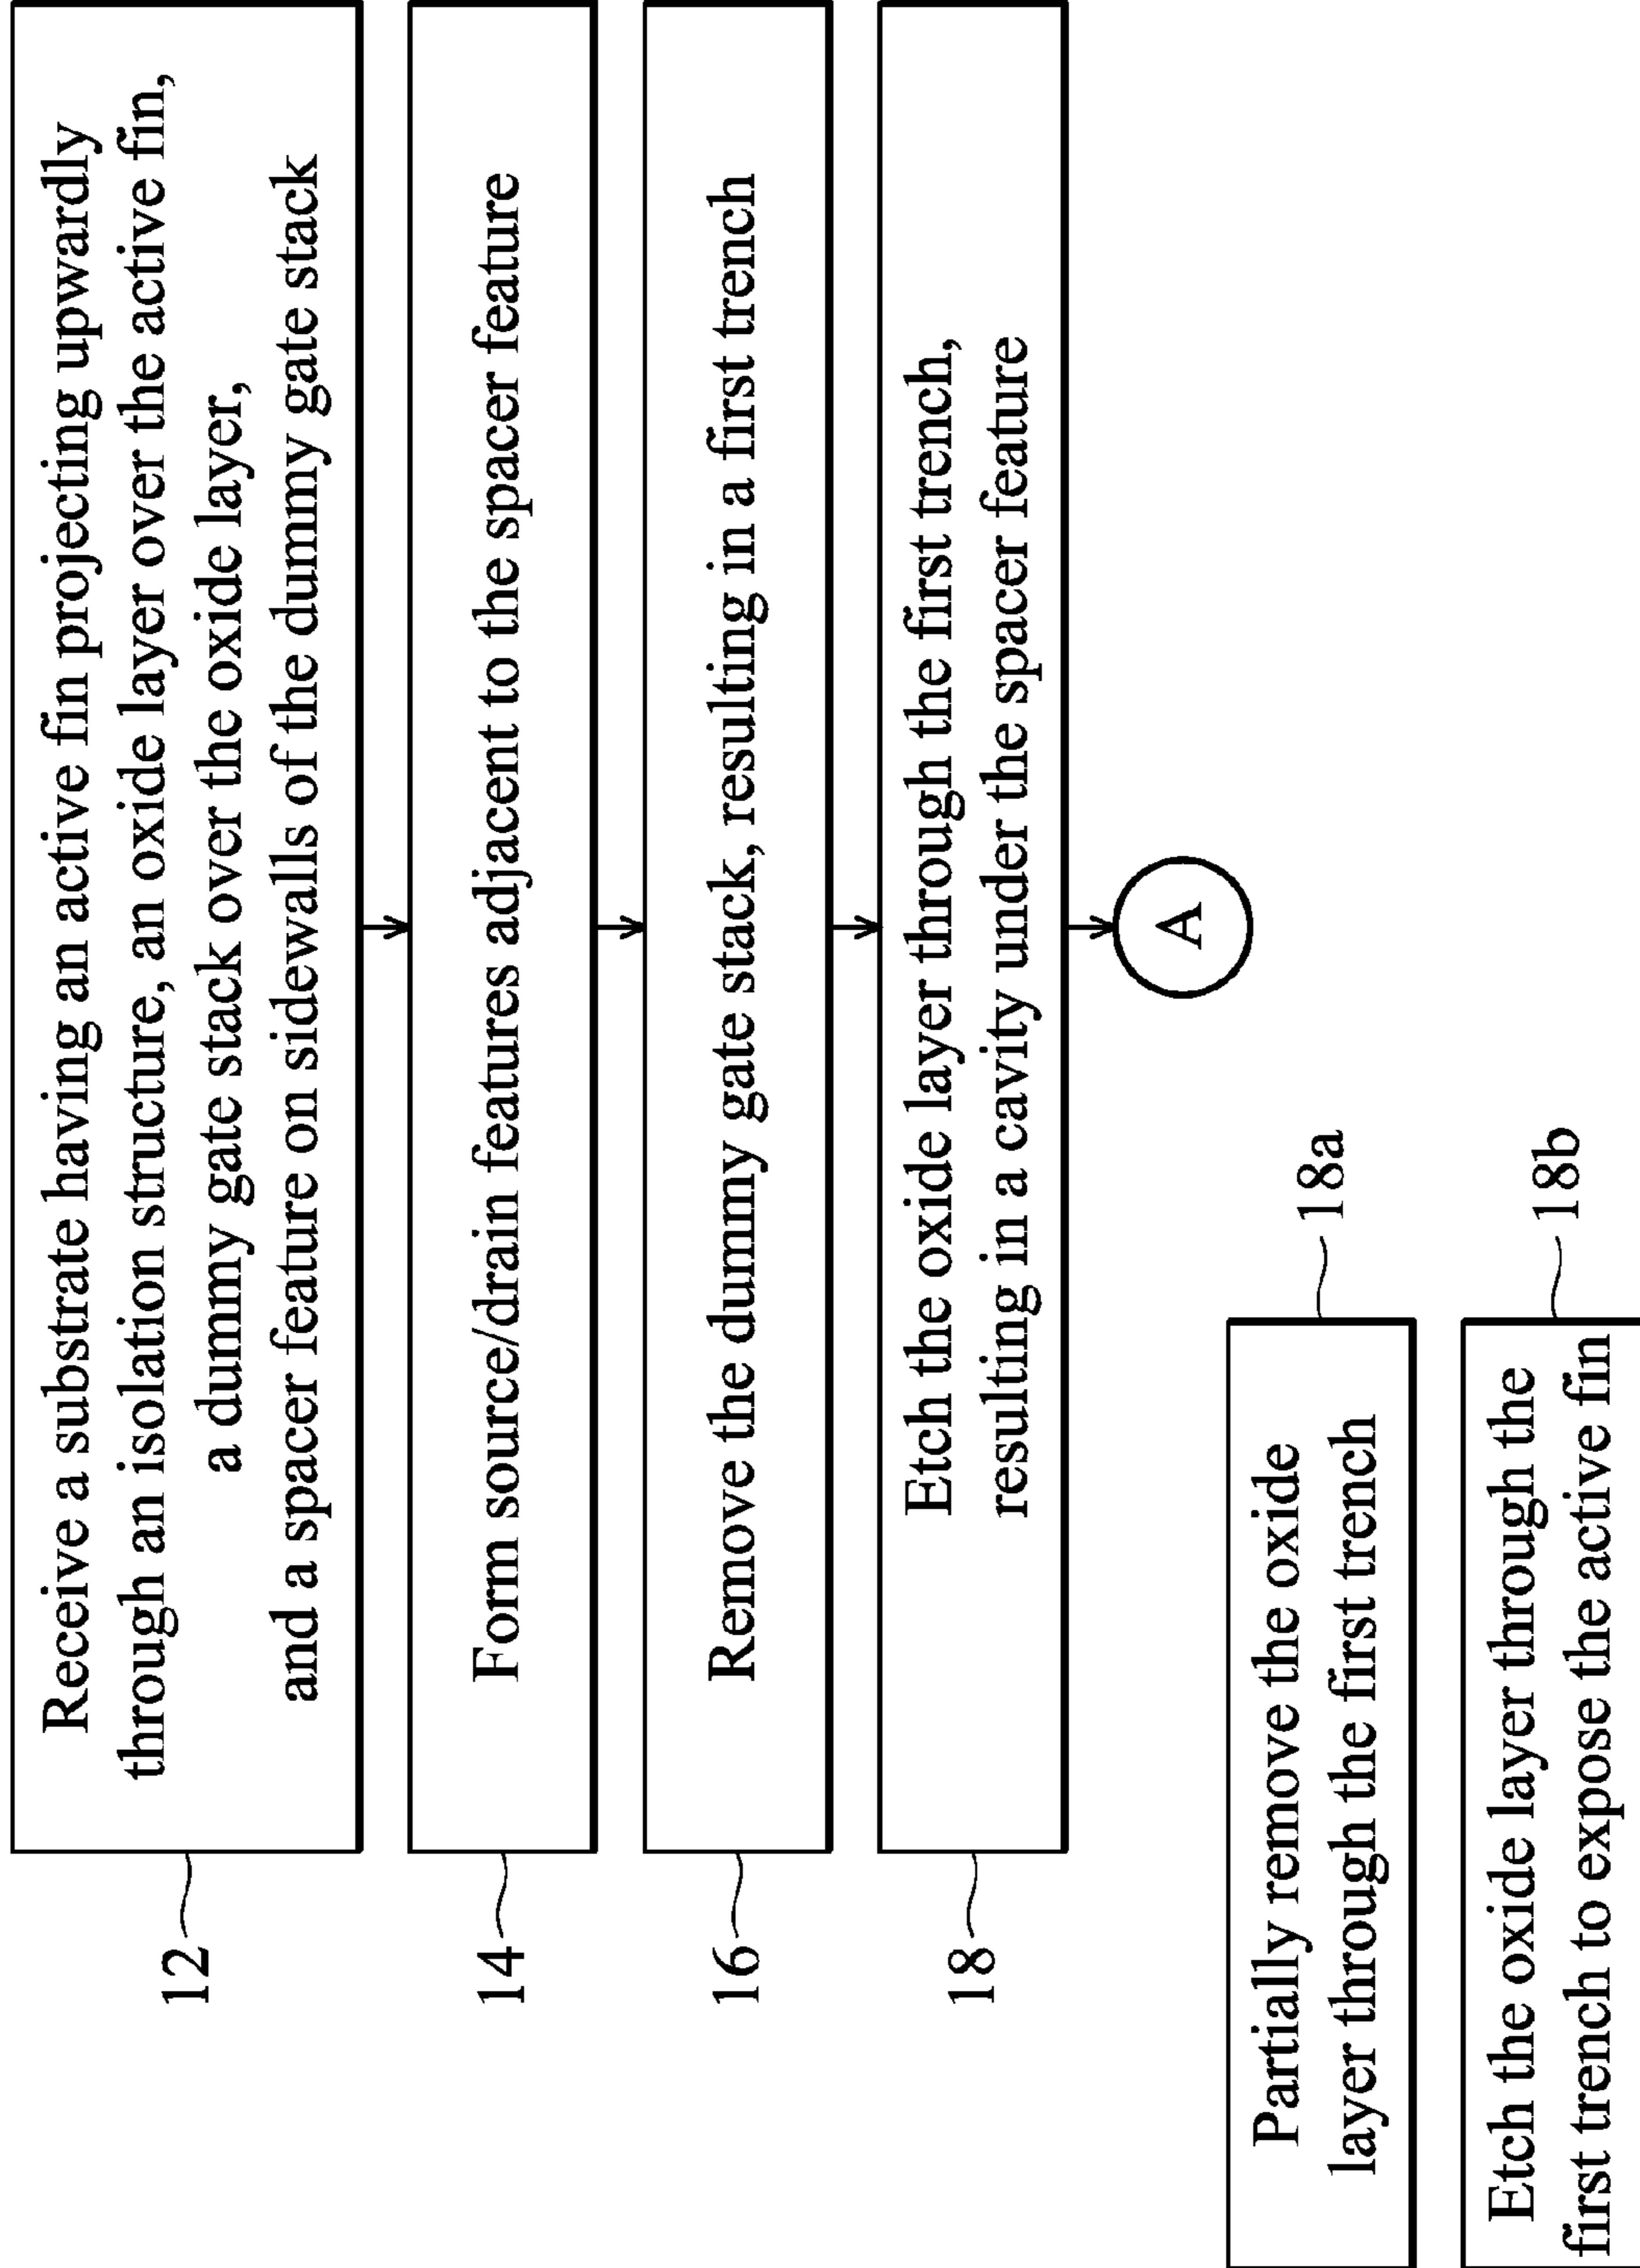 Receive a substrate having an active fin projecting upwardly
through an isolation structure, an oxide layer over the active fin,
a dummy gate stack over the oxide layer,
and a spacer feature on sidewalls of the dummy gate stack
12
Form source/drain features adjacent to the spacer feature
14
Remove the dummy gate stack, resulting in a first trench
16
Etch the oxide layer through the first trench,
resulting in a cavity under the spacer feature
18
A
Partially remove the oxide
layer through the first trench
18a
Etch the oxide layer through the
first trench to expose the active fin
18b